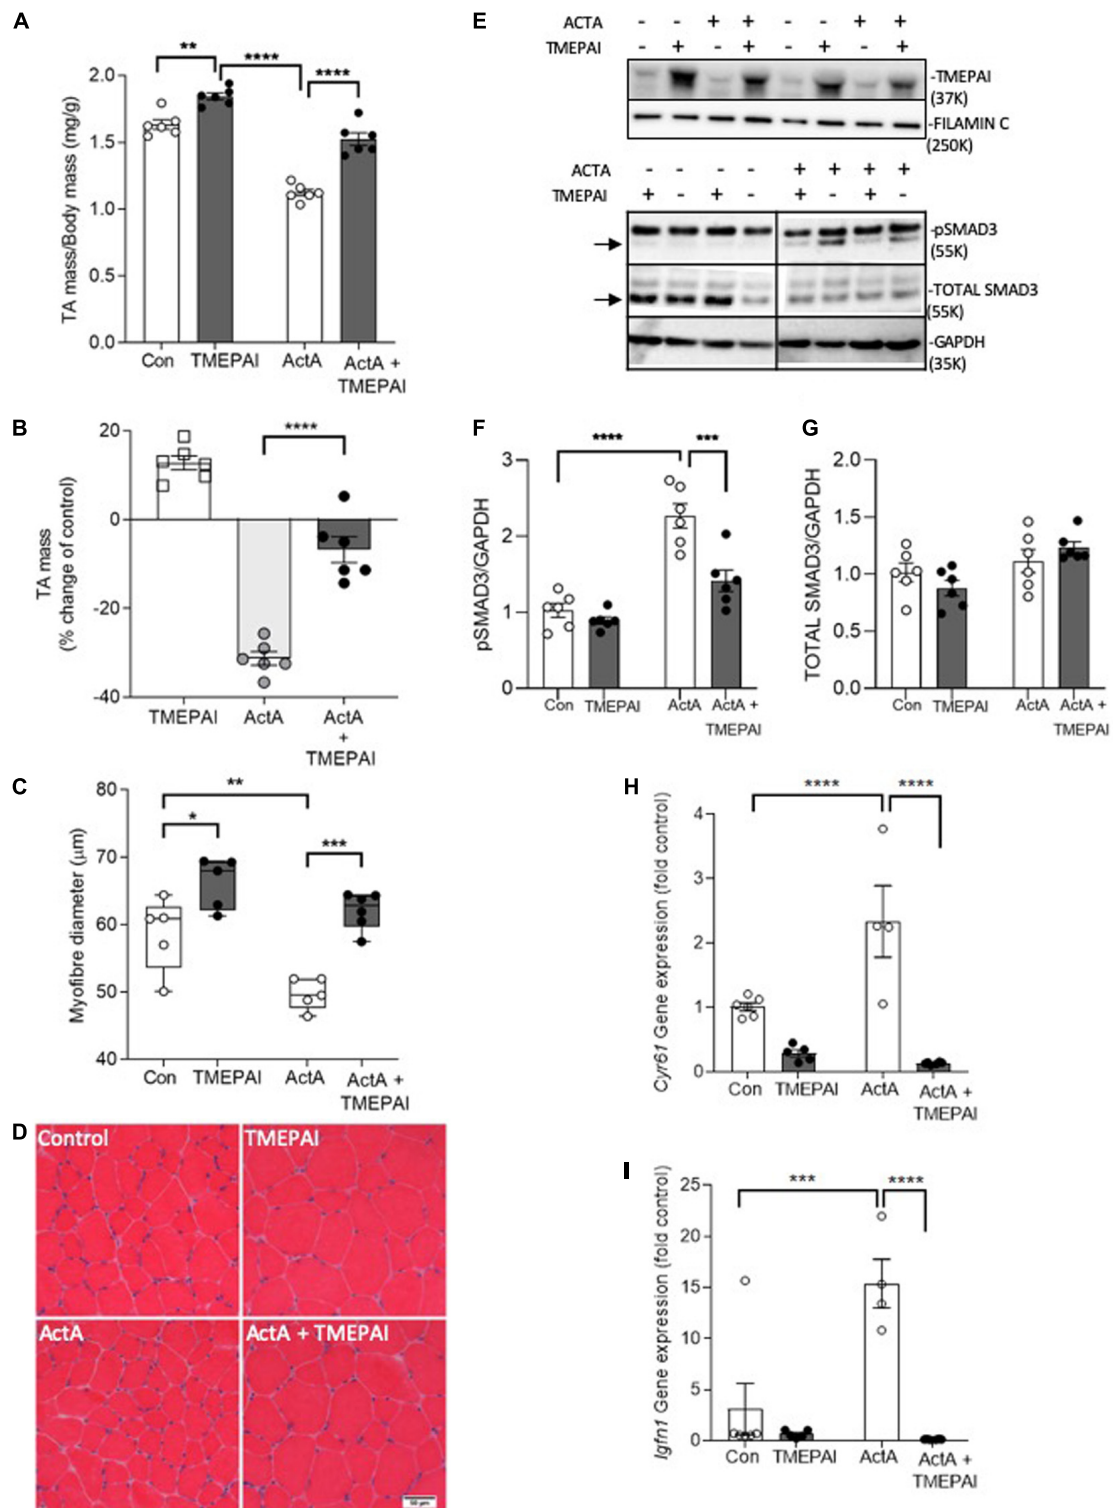 A
** **** ****
TA mass/Body mass (mg/g)
2.0
1.5
1.0
0.5
0.0
Con TMEPAI ActA ActA + TMEPAI
E
ACTA - - + + - - + +
TMEPAI - + - + - + - +
-TMEPAI
(37K)
-FILAMIN C
(250K)
ACTA - - - - + + + +
TMEPAI + - + - + - + -
-pSMAD3
(55K)
-TOTAL SMAD3
(55K)
-GAPDH
(35K)
B
****
TA mass
(% change of control)
20
0
-20
-40
TMEPAI ActA ActA + TMEPAI
F
**** ***
pSMAD3/GAPDH
3
2
1
0
Con TMEPAI ActA ActA + TMEPAI
G
TOTAL SMAD3/GAPDH
2.0
1.5
1.0
0.5
0.0
Con TMEPAI ActA ActA + TMEPAI
C
** * ***
Myofibre diameter (µm)
80
70
60
50
40
Con TMEPAI ActA ActA + TMEPAI
H
**** ****
Cyr61 Gene expression (fold control)
4
3
2
1
0
Con TMEPAI ActA ActA + TMEPAI
D
Control TMEPAI
ActA ActA + TMEPAI
50 µm
I
*** ****
Igfn1 Gene expression (fold control)
25
20
15
10
5
0
Con TMEPAI ActA ActA + TMEPAI